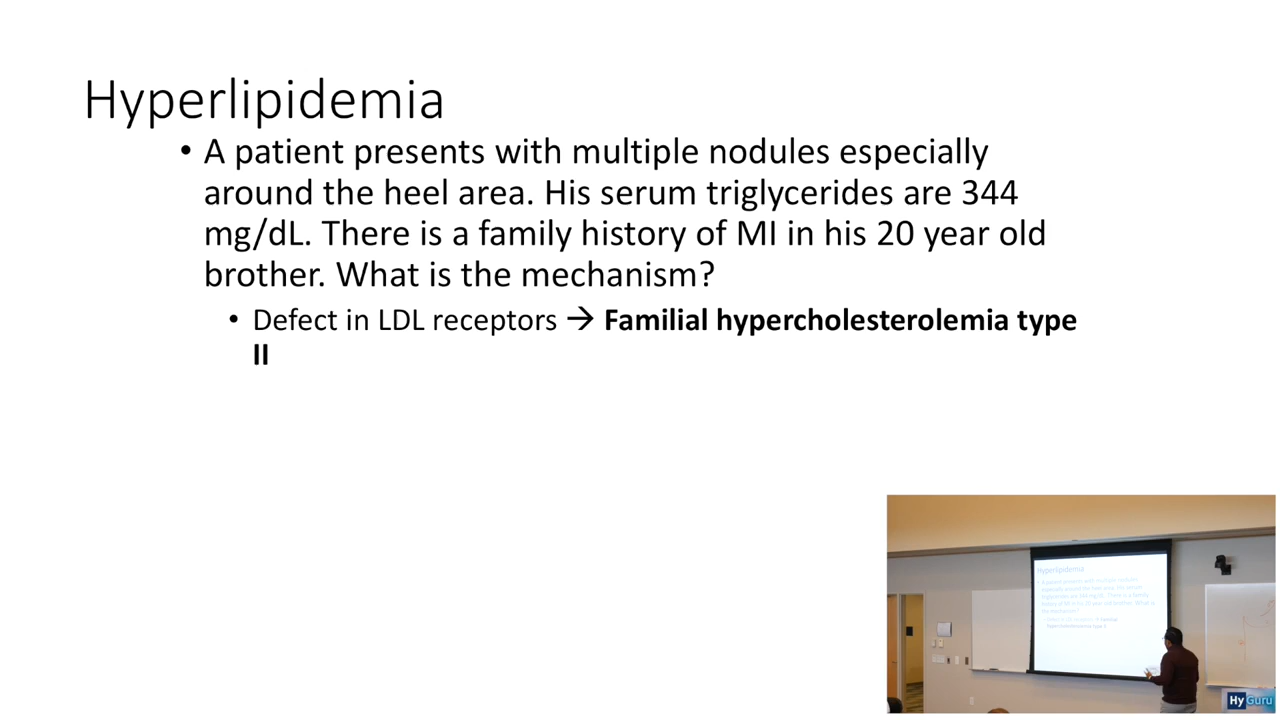 Hyperlipidemia
• A patient presents with multiple nodules especially
around the heel area. His serum triglycerides are 344
mg/dL. There is a family history of MI in his 20 year old
brother. What is the mechanism?
• Defect in LDL receptors → Familial hypercholesterolemia type
II
Hyperlipidemia
HyGuru